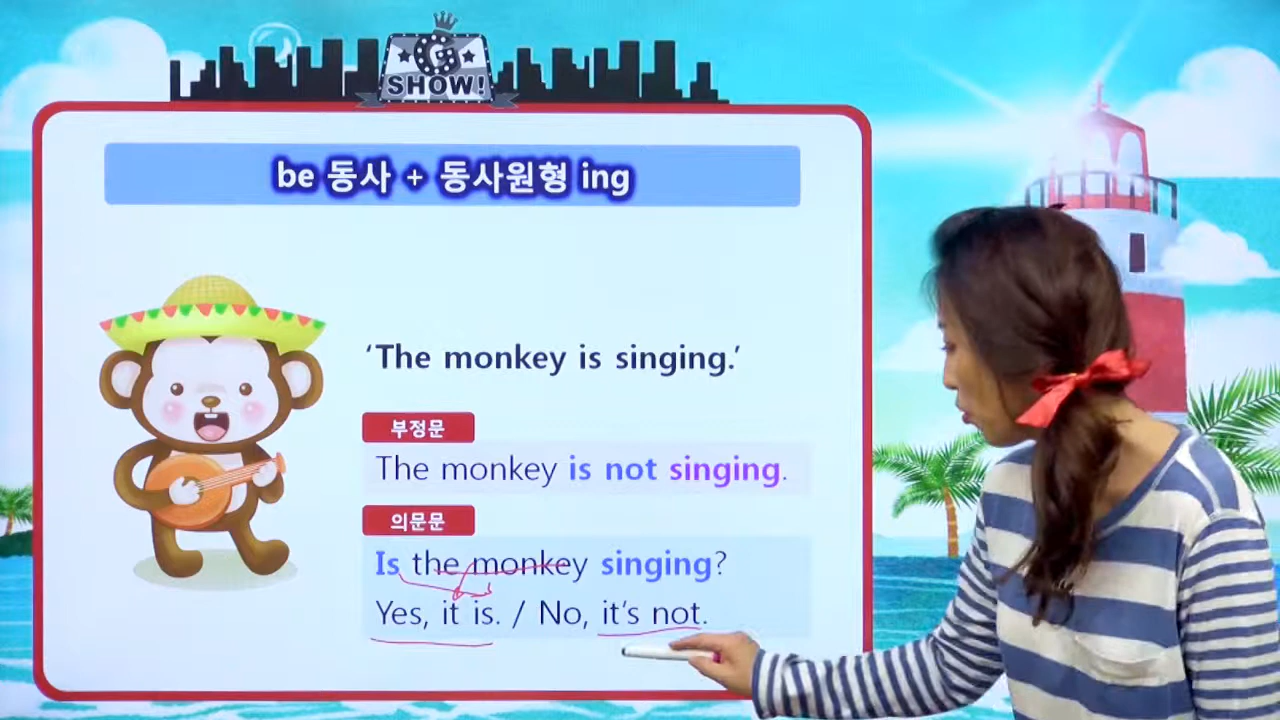 G
SHOW!
be 동사 + 동사원형 ing
‘The monkey is singing.’
부정문
The monkey is not singing.
의문문
Is the monkey singing?
Yes, it is. / No, it's not.